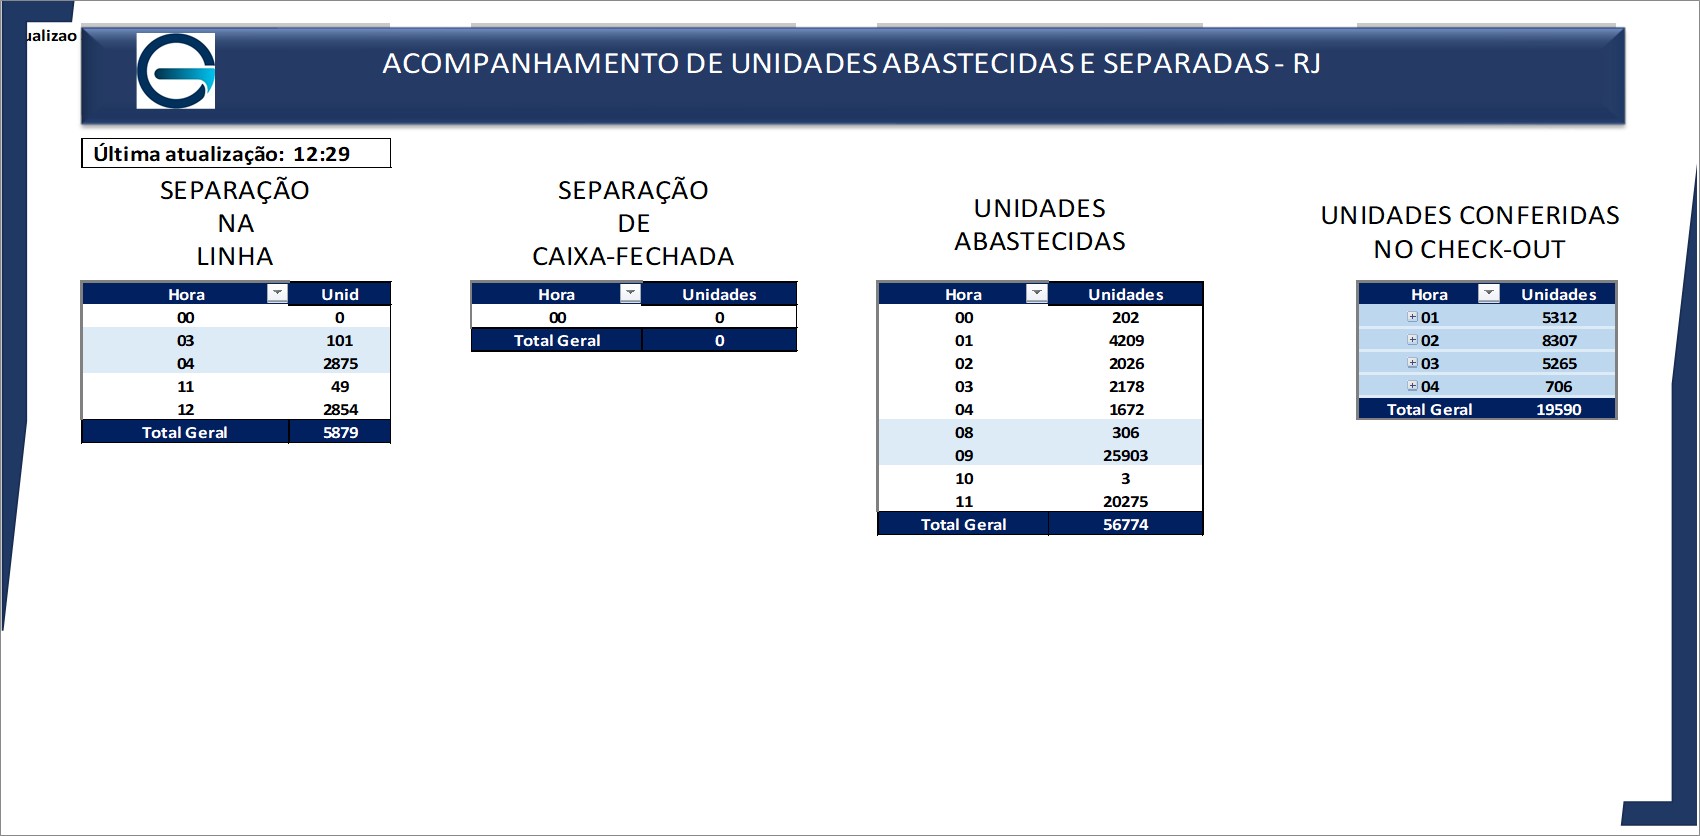 ualizao
ACOMPANHAMENTO DE UNIDADES ABASTECIDAS E SEPARADAS - RJ
Última atualização: 12:29
SEPARAÇÃO
NA
LINHA
Hora Unid
00 0
03 101
04 2875
11 49
12 2854
Total Geral 5879
SEPARAÇÃO
DE
CAIXA-FECHADA
Hora Unidades
00 0
Total Geral 0
UNIDADES
ABASTECIDAS
Hora Unidades
00 202
01 4209
02 2026
03 2178
04 1672
08 306
09 25903
10 3
11 20275
Total Geral 56774
UNIDADES CONFERIDAS
NO CHECK-OUT
Hora Unidades
01 5312
02 8307
03 5265
04 706
Total Geral 19590